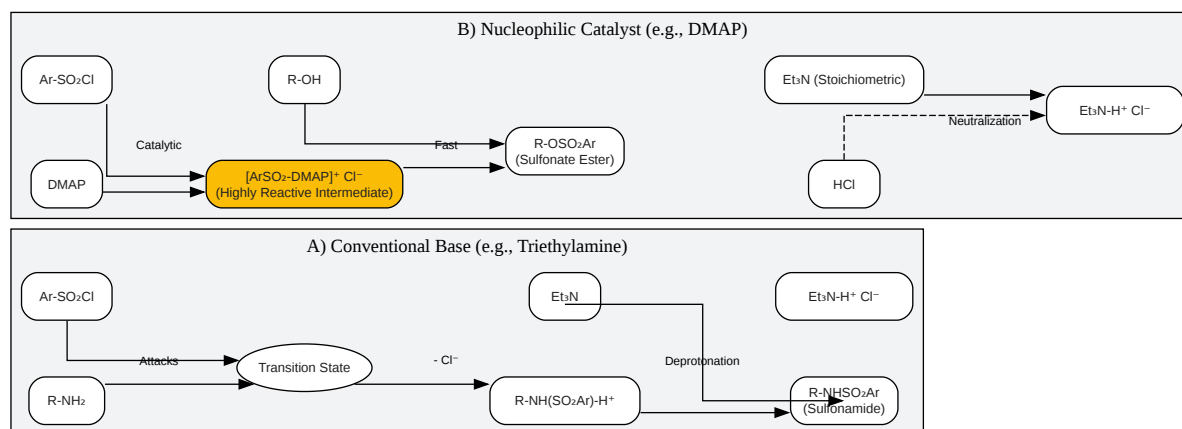 B) Nucleophilic Catalyst (e.g., DMAP)
Ar-SO₂Cl
R-OH
Et₃N (Stoichiometric)
Et₃N-H⁺ Cl⁻
Neutralization
Catalytic
Fast
R-OSO₂Ar
(Sulfonate Ester)
DMAP
[ArSO₂-DMAP]⁺ Cl⁻
(Highly Reactive Intermediate)
HCl
A) Conventional Base (e.g., Triethylamine)
Ar-SO₂Cl
Et₃N
Et₃N-H⁺ Cl⁻
Attacks
Transition State
- Cl⁻
Deprotonation
R-NH₂
R-NH(SO₂Ar)-H⁺
R-NHSO₂Ar
(Sulfonamide)